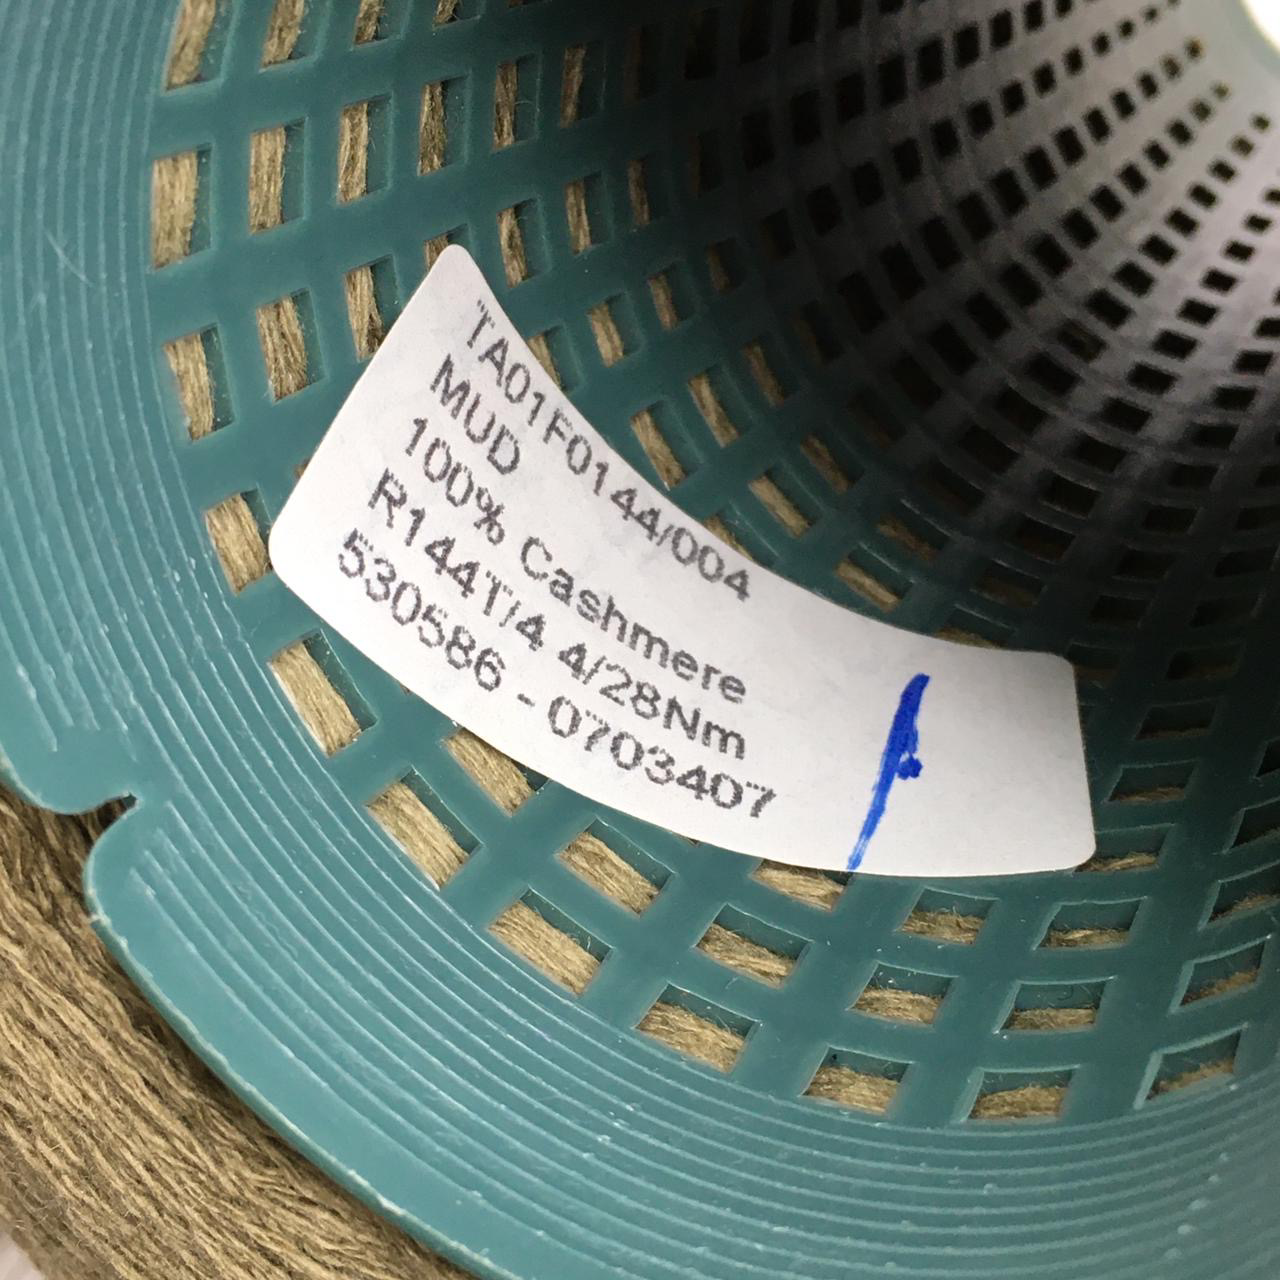 TA01F0144/004
MUD
100% Cashmere
R144T/4 4/28Nm
530586 - 0703407